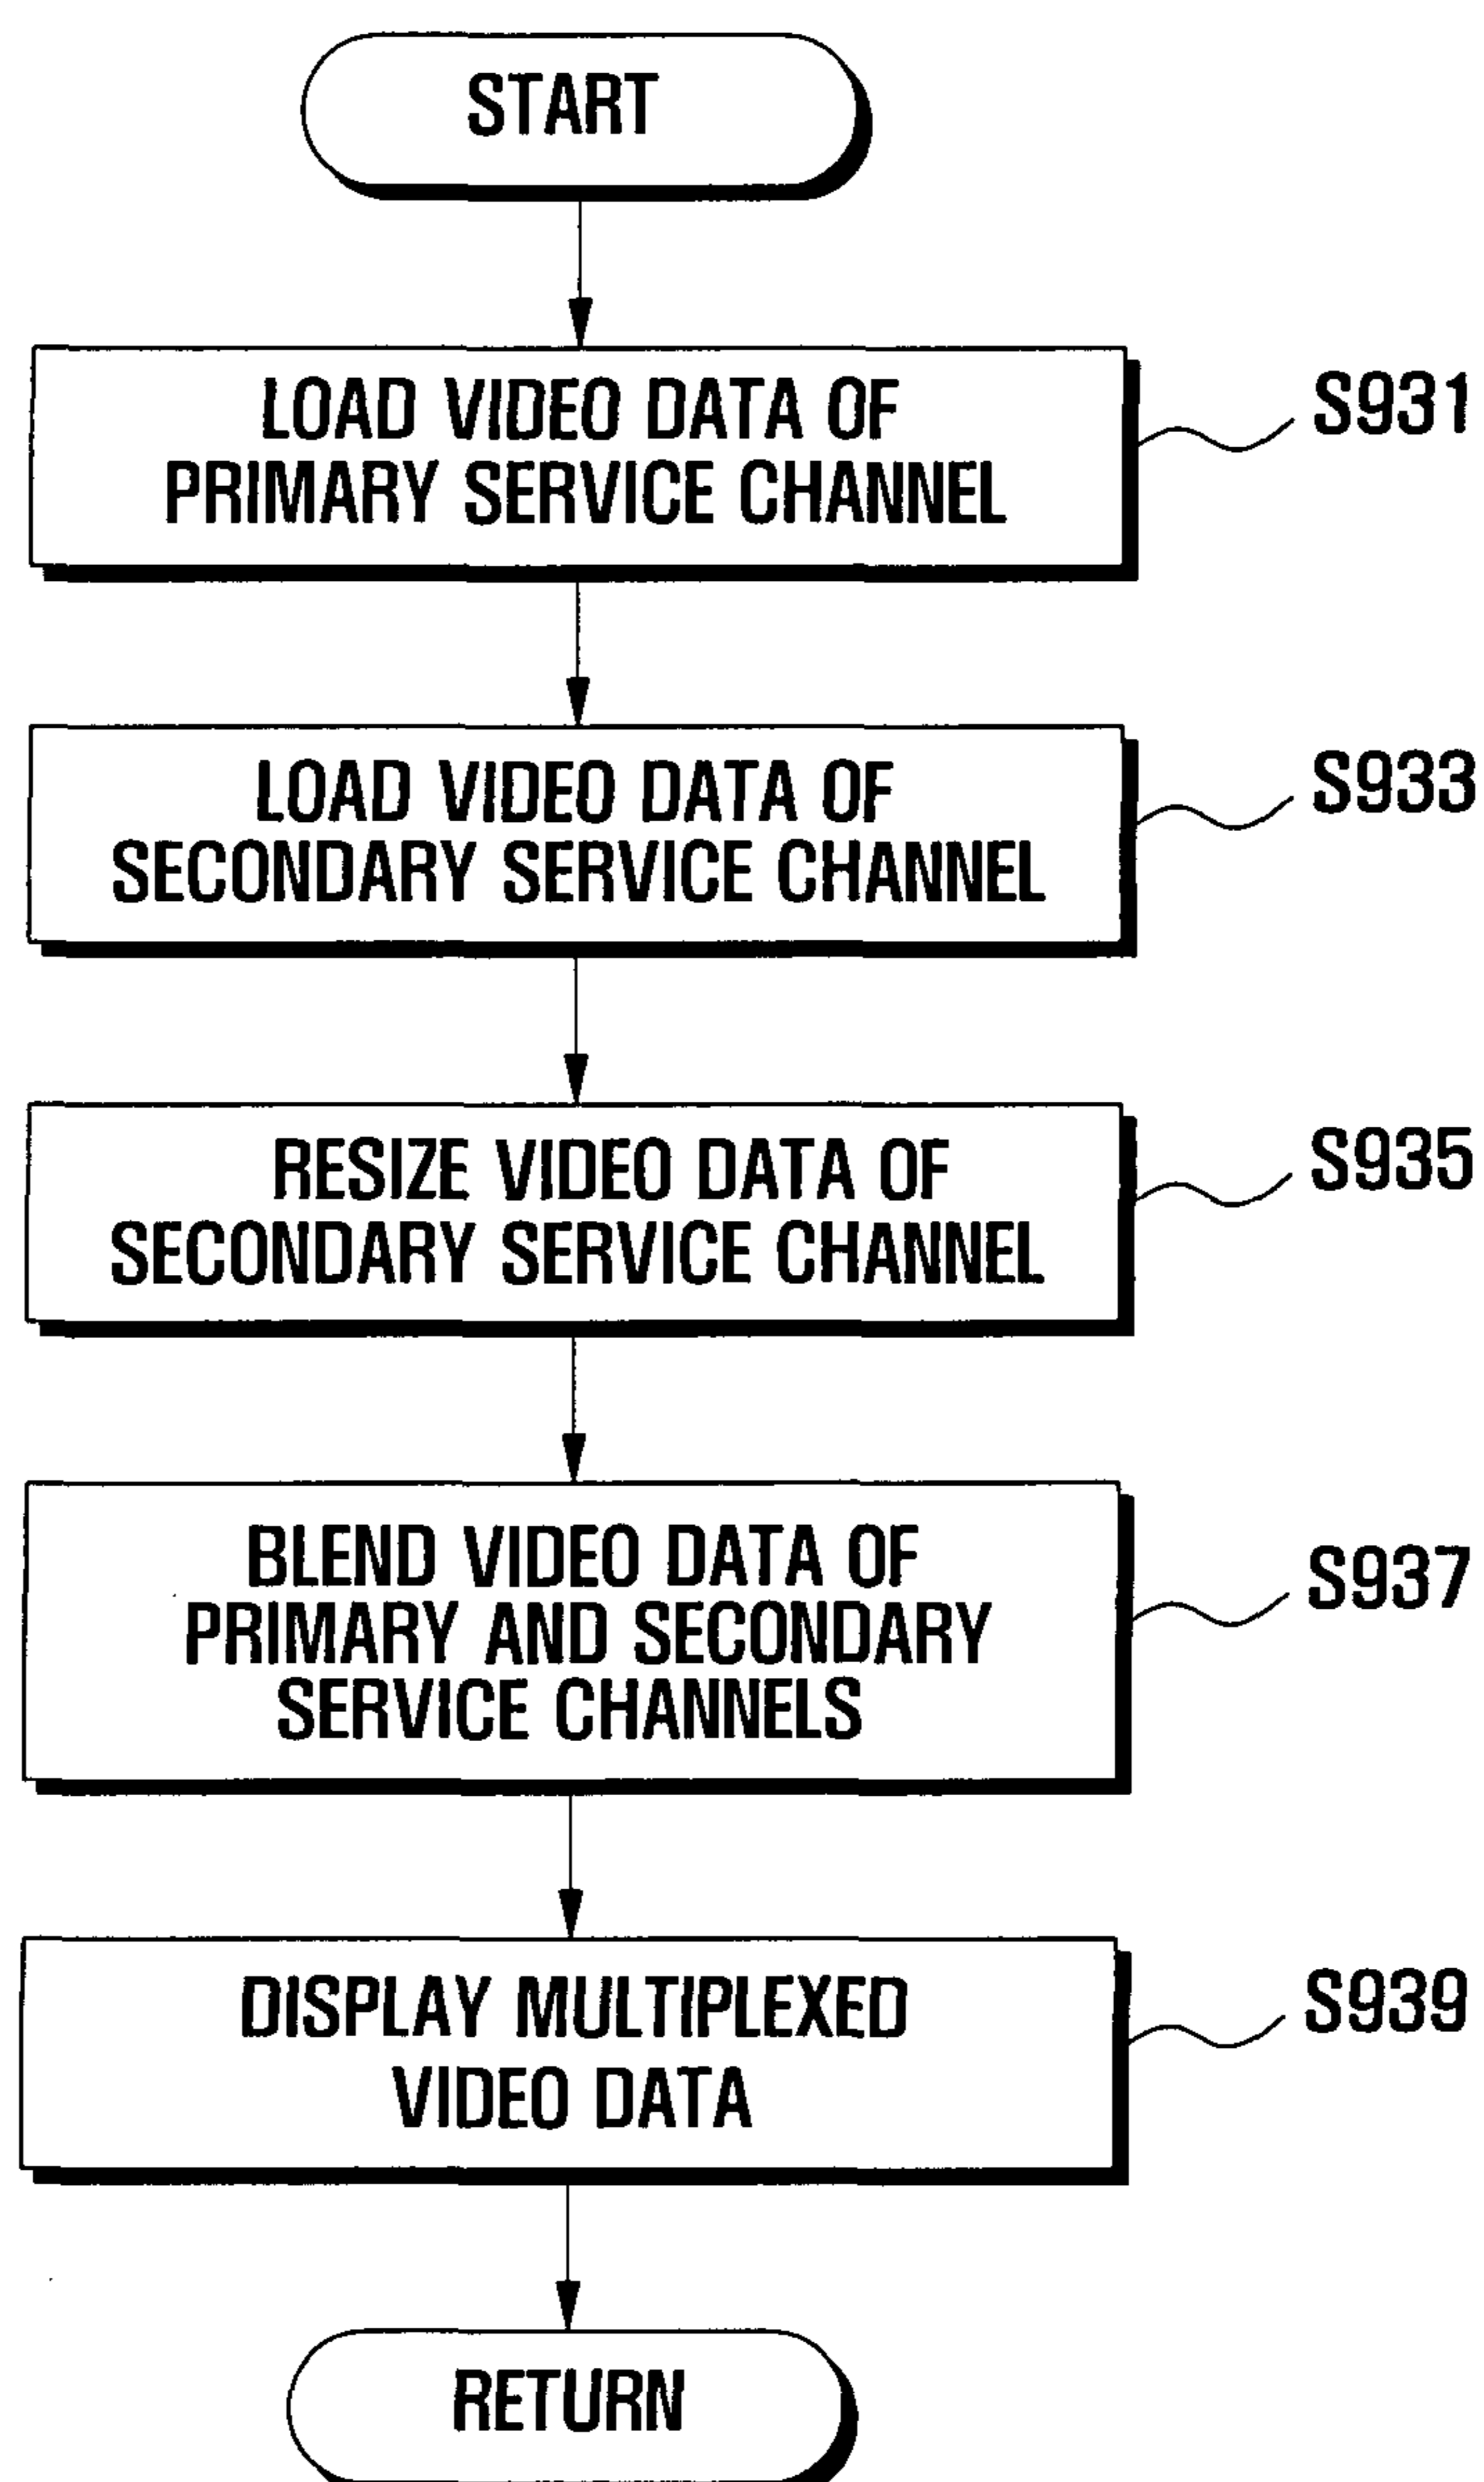 START
LOAD VIDEO DATA OF
PRIMARY SERVICE CHANNEL
S931
LOAD VIDEO DATA OF
SECONDARY SERVICE CHANNEL
S933
RESIZE VIDEO DATA OF
SECONDARY SERVICE CHANNEL
S935
BLEND VIDEO DATA OF
PRIMARY AND SECONDARY
SERVICE CHANNELS
S937
DISPLAY MULTIPLEXED
VIDEO DATA
S939
RETURN